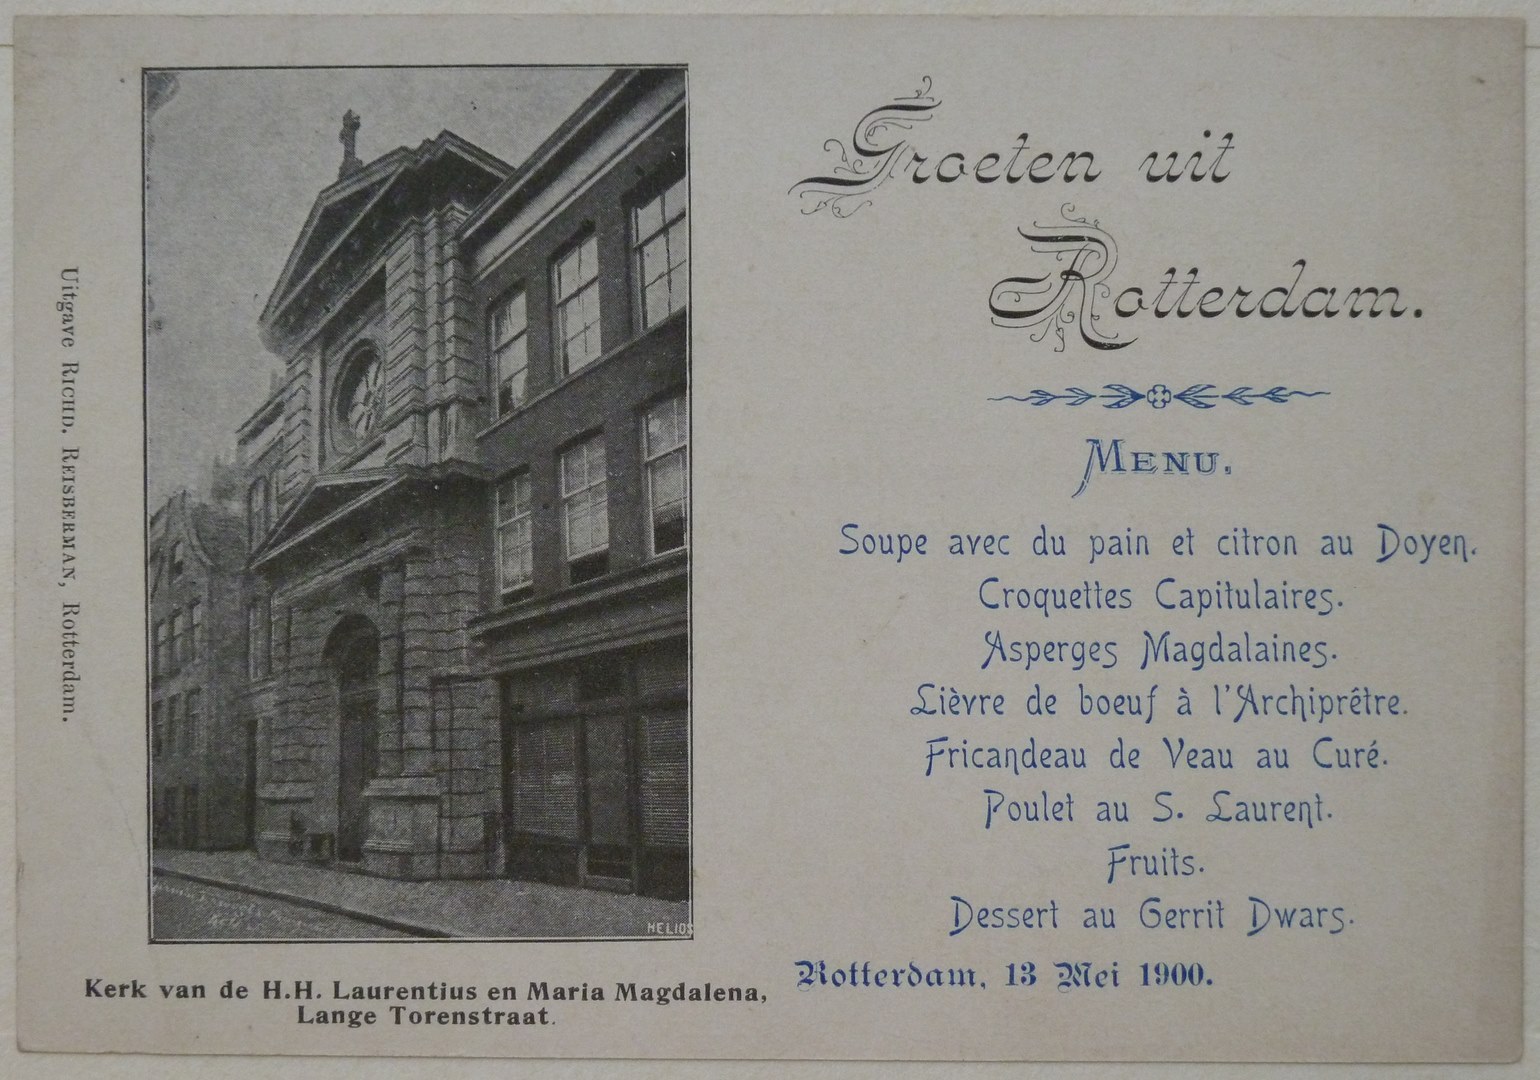 Uitgave RICHD. REISBERMAN, Rotterdam.
HELIOS
Kerk van de H.H. Laurentius en Maria Magdalena,
Lange Torenstraat.
Groeten uit
Rotterdam.
MENU.
Soupe avec du pain et citron au Doyen.
Croquettes Capitulaires.
Asperges Magdalaines.
Lièvre de boeuf à l'Archiprêtre.
Fricandeau de Veau au Curé.
Poulet au S. Laurent.
Fruits.
Dessert au Gerrit Dwars.
Rotterdam, 13 Mei 1900.